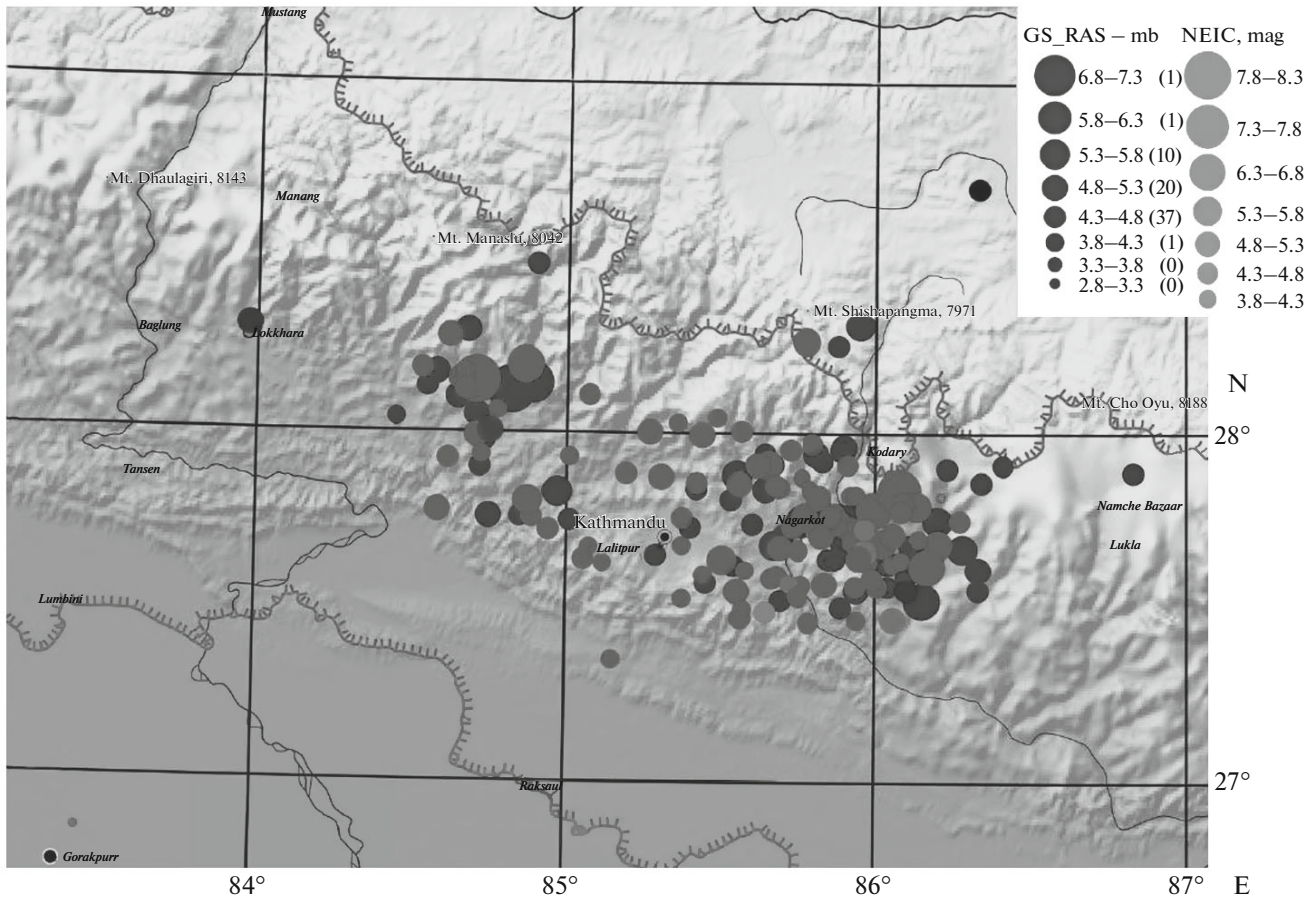 Mustang
GS_RAS – mb NEIC, mag
6.8–7.3 (1) 7.8–8.3
5.8–6.3 (1) 7.3–7.8
5.3–5.8 (10) 6.3–6.8
4.8–5.3 (20) 5.3–5.8
4.3–4.8 (37) 4.8–5.3
3.8–4.3 (1) 4.3–4.8
3.3–3.8 (0) 3.8–4.3
2.8–3.3 (0)
Mt. Dhaulagiri, 8143
Manang
Mt. Manaslu, 8042
Mt. Shishapangma, 7971
Baglung
Lokkhara
N
Mt. Cho Oyu, 8188
28°
Kodary
Tansen
Namche Bazaar
Kathmandu
Nagarkot
Lalitpur
Lukla
Lumbini
27°
Raksaul
Gorakpurr
84° 85° 86° 87° E